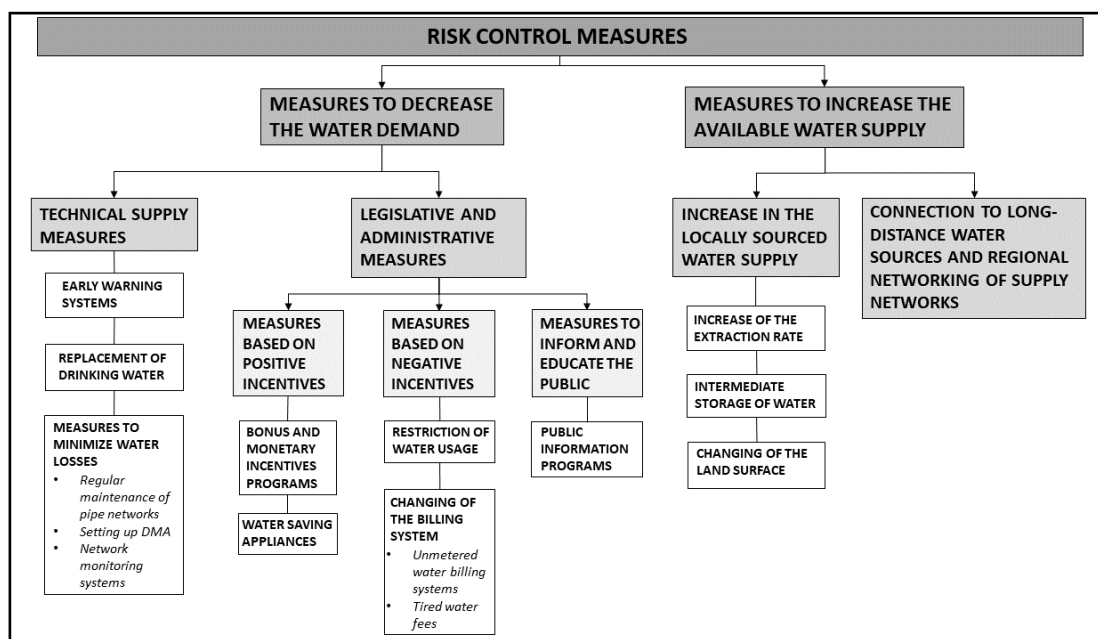 RISK CONTROL MEASURES
MEASURES TO DECREASE
THE WATER DEMAND
MEASURES TO INCREASE THE
AVAILABLE WATER SUPPLY
TECHNICAL SUPPLY
MEASURES
LEGISLATIVE AND
ADMINISTRATIVE
MEASURES
INCREASE IN THE
LOCALLY SOURCED
WATER SUPPLY
CONNECTION TO LONG-
DISTANCE WATER
SOURCES AND REGIONAL
NETWORKING OF SUPPLY
NETWORKS
EARLY WARNING
SYSTEMS
REPLACEMENT OF
DRINKING WATER
MEASURES TO
MINIMIZE WATER
LOSSES
• Regular
maintenance of
pipe networks
• Setting up DMA
• Network
monitoring
systems
MEASURES
BASED ON
POSITIVE
INCENTIVES
BONUS AND
MONETARY
INCENTIVES
PROGRAMS
WATER SAVING
APPLIANCES
MEASURES
BASED ON
NEGATIVE
INCENTIVES
RESTRICTION OF
WATER USAGE
CHANGING OF
THE BILLING
SYSTEM
• Unmetered
water billing
systems
• Tired water
fees
MEASURES TO
INFORM AND
EDUCATE THE
PUBLIC
PUBLIC
INFORMATION
PROGRAMS
INCREASE OF THE
EXTRACTION RATE
INTERMEDIATE
STORAGE OF WATER
CHANGING OF THE
LAND SURFACE